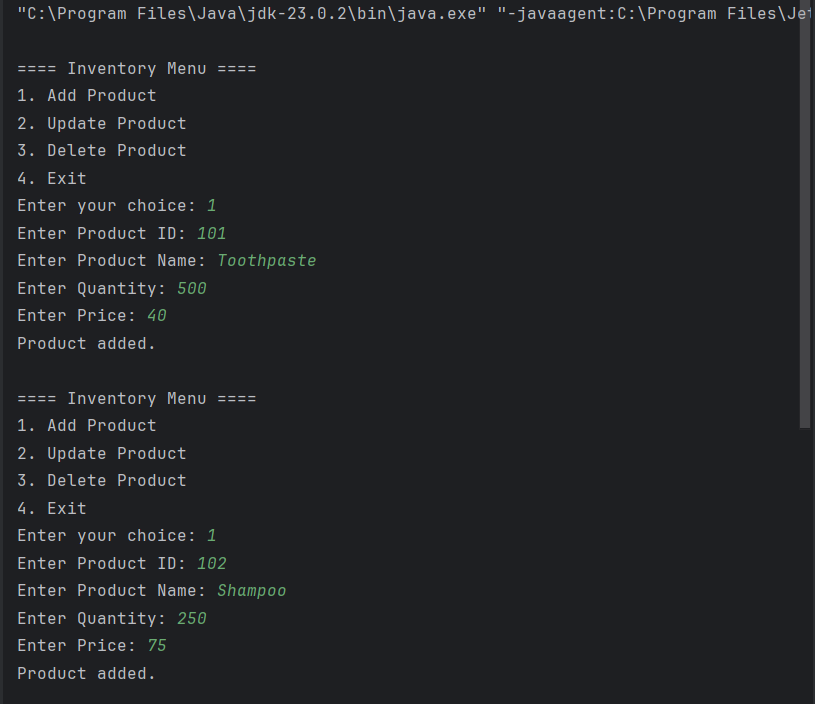 "C:\Program Files\Java\jdk-23.0.2\bin\java.exe" "-javaagent:C:\Program Files\Jet
==== Inventory Menu ====
1. Add Product
2. Update Product
3. Delete Product
4. Exit
Enter your choice: 1
Enter Product ID: 101
Enter Product Name: Toothpaste
Enter Quantity: 500
Enter Price: 40
Product added.
==== Inventory Menu ====
1. Add Product
2. Update Product
3. Delete Product
4. Exit
Enter your choice: 1
Enter Product ID: 102
Enter Product Name: Shampoo
Enter Quantity: 250
Enter Price: 75
Product added.